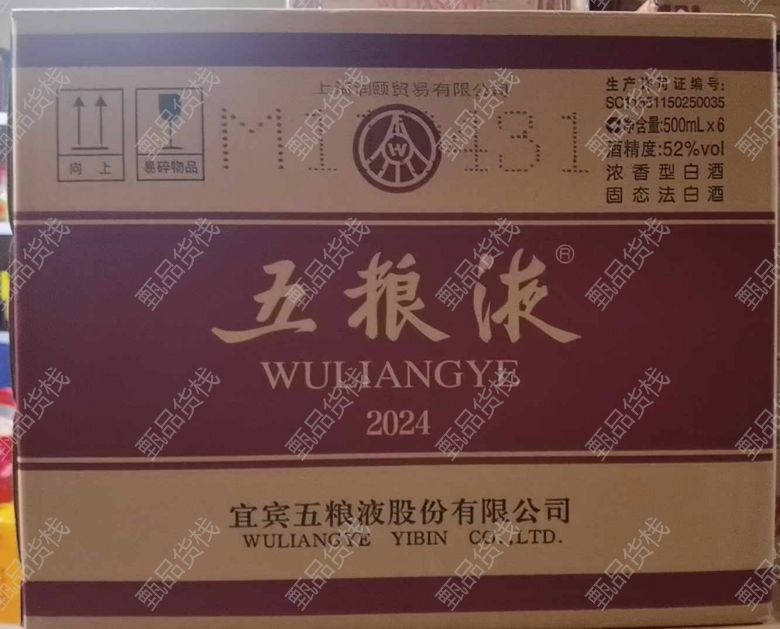 上海润颐贸易有限公司
生产许可证编号:
SC11551150250035
净含量:500mL×6
酒精度:52%vol
浓香型白酒
固态法白酒
向上
易碎物品
W
五粮液®
WULIANGYE
2024
宜宾五粮液股份有限公司
WULIANGYE YIBIN CO.,LTD.
甄品货栈